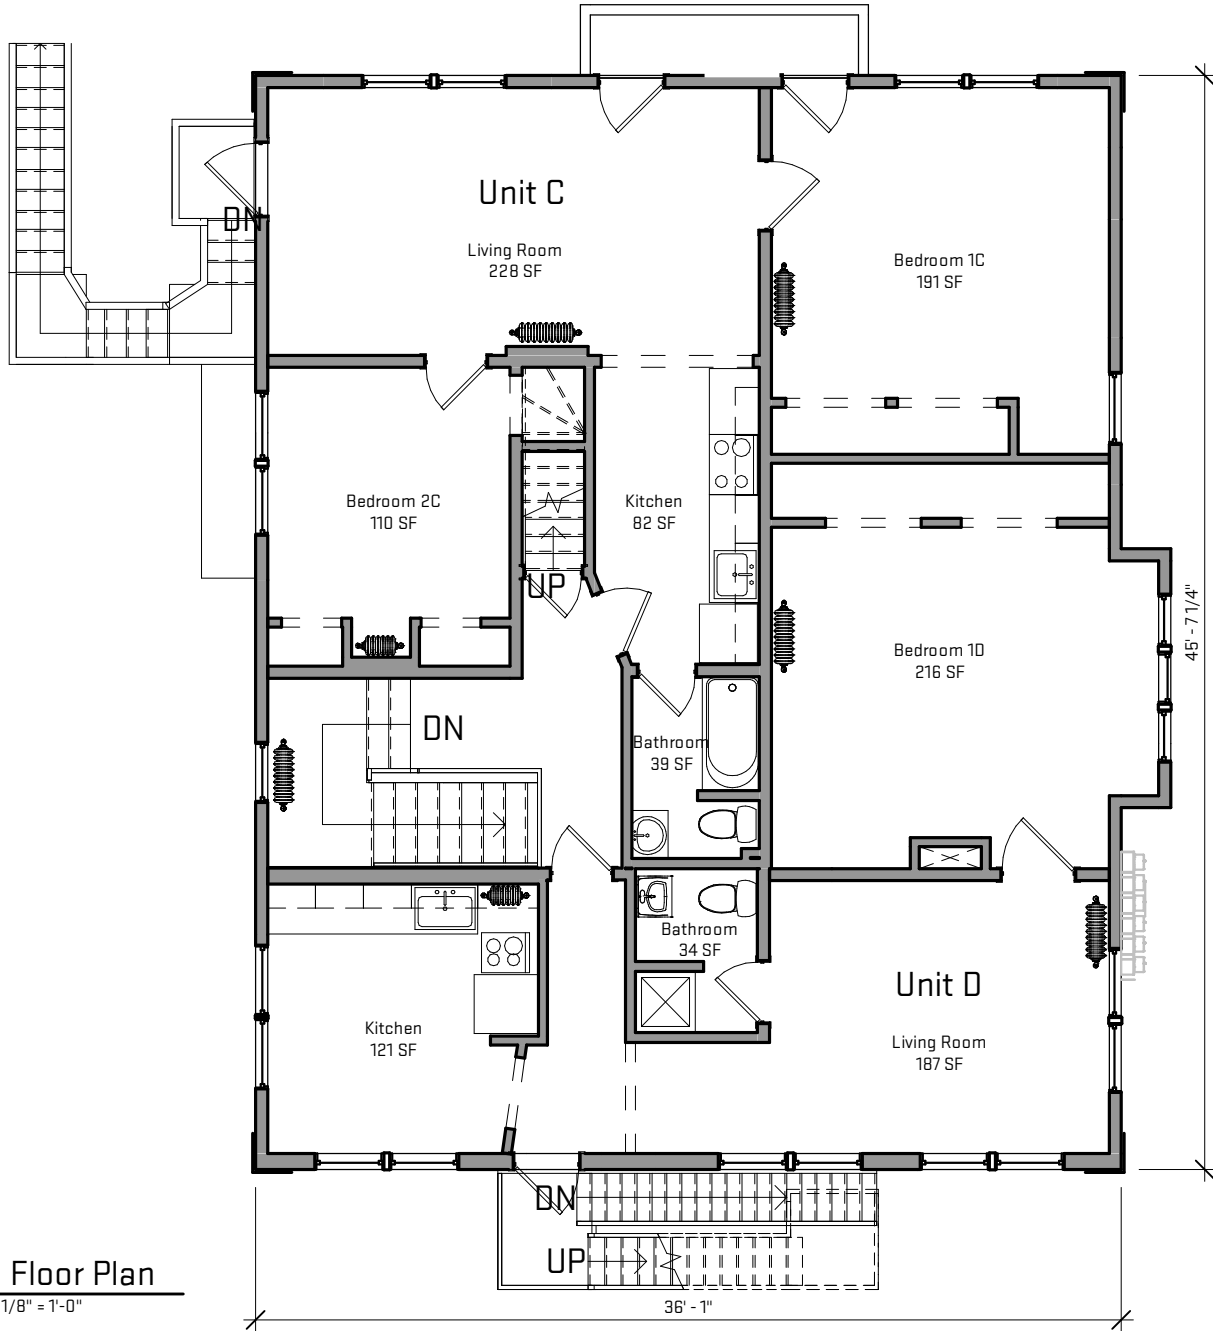 Unit C
DN
Living Room
228 SF
Bedroom 1C
191 SF
Bedroom 2C
110 SF
Kitchen
82 SF
UP
45' - 7 1/4"
Bedroom 1D
216 SF
DN
Bathroom
39 SF
Bathroom
34 SF
Unit D
Kitchen
121 SF
Living Room
187 SF
DN
UP
Floor Plan
1/8" = 1'-0"
36' - 1"